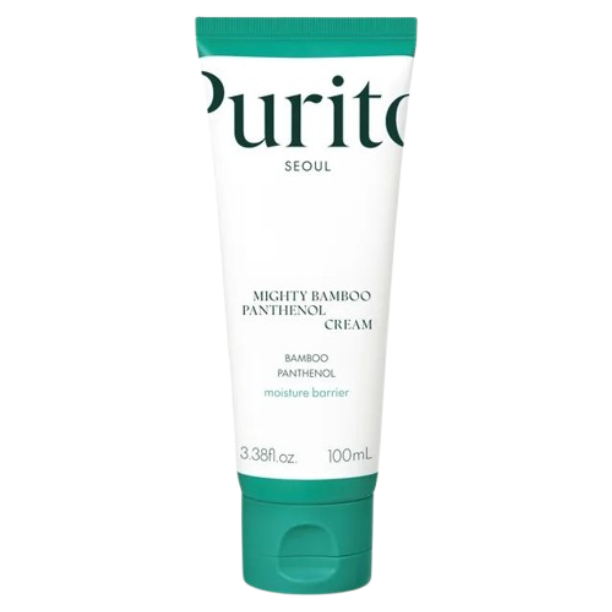 Purito
SEOUL
MIGHTY BAMBOO
PANTHENOL
CREAM
BAMBOO
PANTHENOL
moisture barrier
3.38fl.oz. 100mL